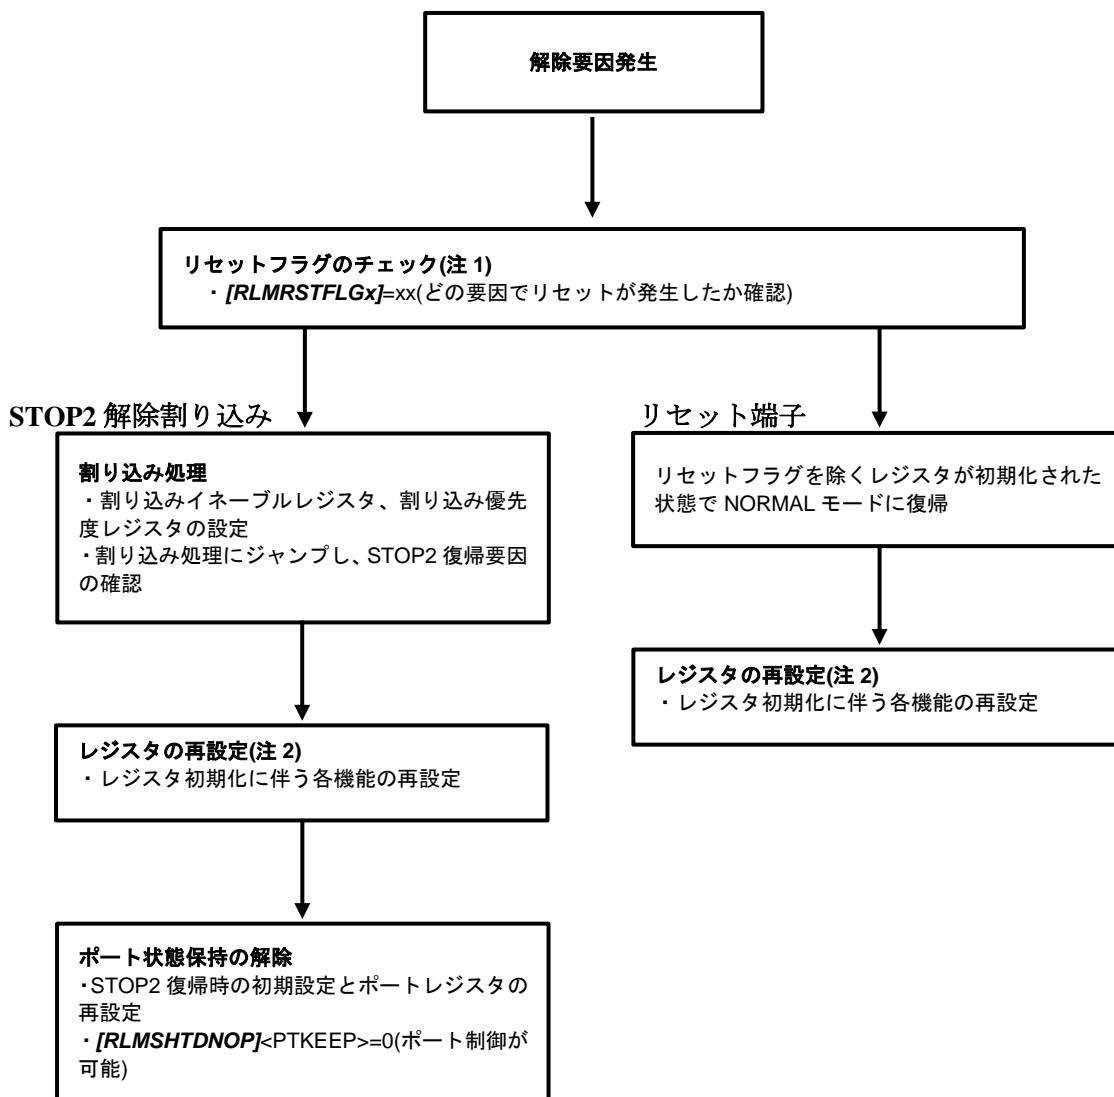 解除要因発生
リセットフラグのチェック(注 1)
・[RLMRSTFLGx]=xx(どの要因でリセットが発生したか確認)
STOP2 解除割り込み
割り込み処理
・割り込みイネーブルレジスタ、割り込み優先
度レジスタの設定
・割り込み処理にジャンプし、STOP2 復帰要因
の確認
レジスタの再設定(注 2)
・レジスタ初期化に伴う各機能の再設定
ポート状態保持の解除
・STOP2 復帰時の初期設定とポートレジスタの
再設定
・[RLMSHTDNOP]<PTKEEP>=0(ポート制御が
可能)
リセット端子
リセットフラグを除くレジスタが初期化された
状態で NORMAL モードに復帰
レジスタの再設定(注 2)
・レジスタ初期化に伴う各機能の再設定